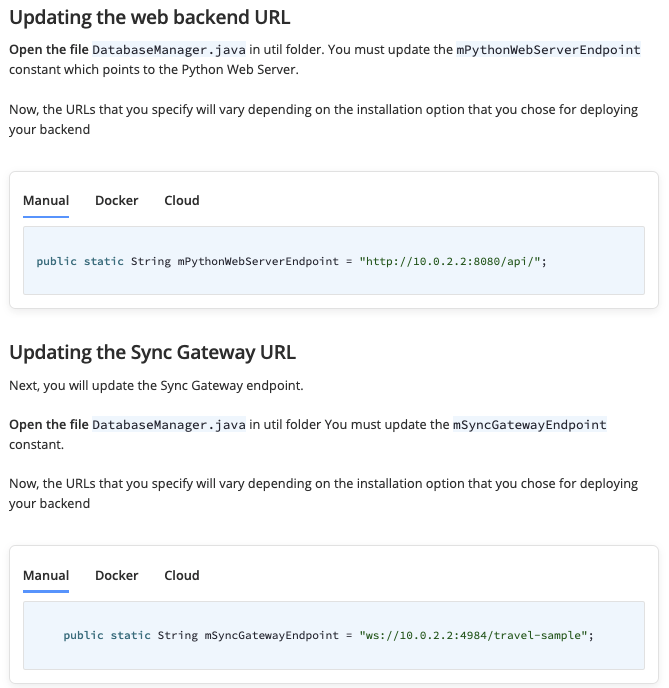 Updating the web backend URL
Open the file DatabaseManager.java in util folder. You must update the mPythonWebServerEndpoint
constant which points to the Python Web Server.
Now, the URLs that you specify will vary depending on the installation option that you chose for deploying
your backend
Manual Docker Cloud
public static String mPythonWebServerEndpoint = "http://10.0.2.2:8080/api/";
Updating the Sync Gateway URL
Next, you will update the Sync Gateway endpoint.
Open the file DatabaseManager.java in util folder You must update the mSyncGatewayEndpoint
constant.
Now, the URLs that you specify will vary depending on the installation option that you chose for deploying
your backend
Manual Docker Cloud
public static String mSyncGatewayEndpoint = "ws://10.0.2.2:4984/travel-sample";